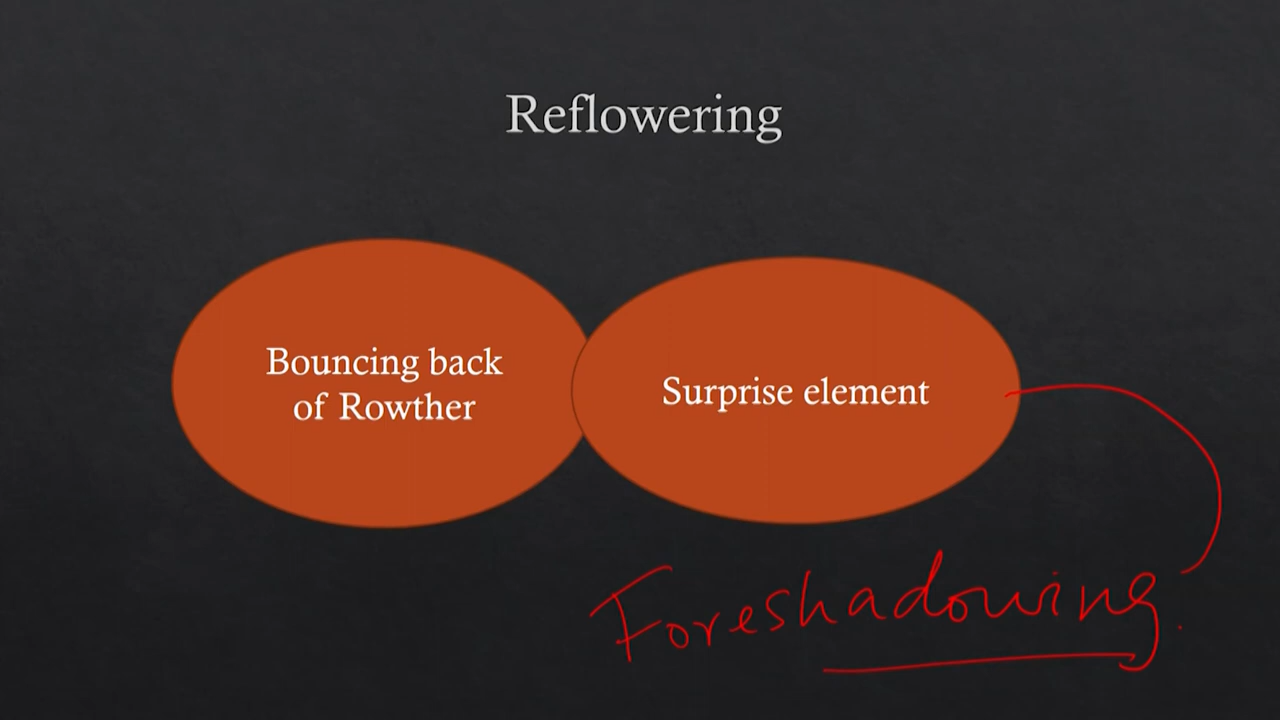 Reflowering
Bouncing back
of Rowther
Surprise element
Foreshadowing.